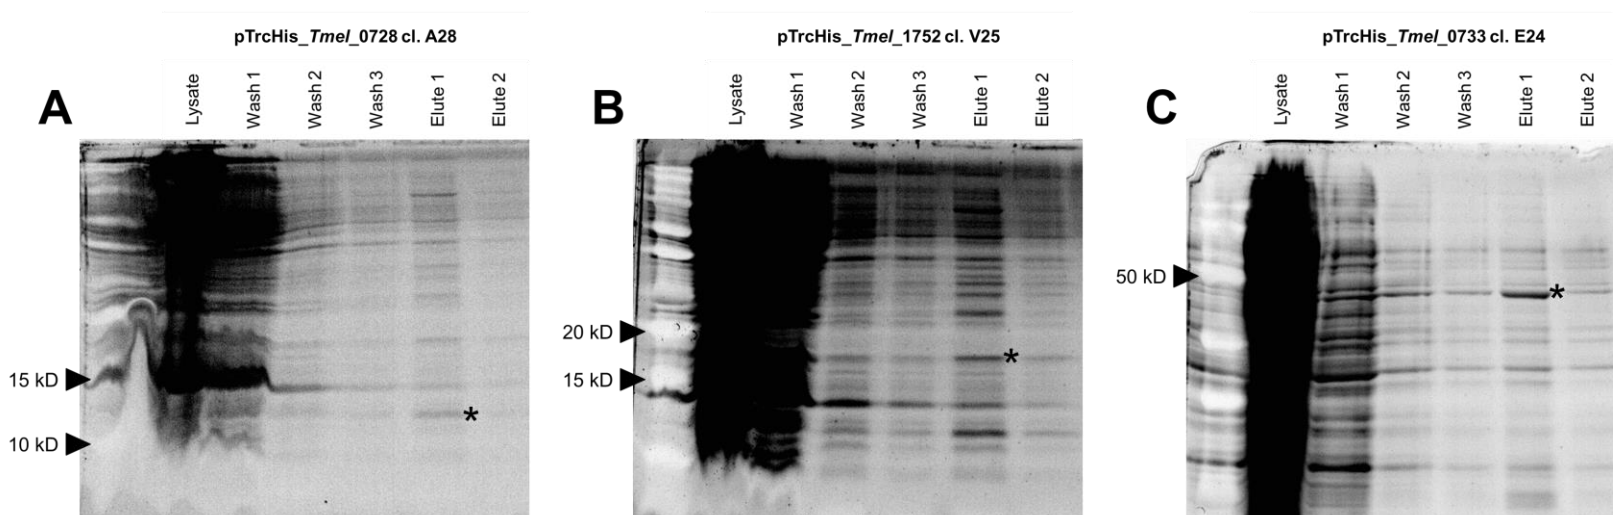 pTrcHis_Tmel_0728 cl. A28
A
Lysate
Wash 1
Wash 2
Wash 3
Elute 1
Elute 2
15 kD
*
10 kD
pTrcHis_Tmel_1752 cl. V25
B
Lysate
Wash 1
Wash 2
Wash 3
Elute 1
Elute 2
20 kD
*
15 kD
pTrcHis_Tmel_0733 cl. E24
C
Lysate
Wash 1
Wash 2
Wash 3
Elute 1
Elute 2
50 kD
*